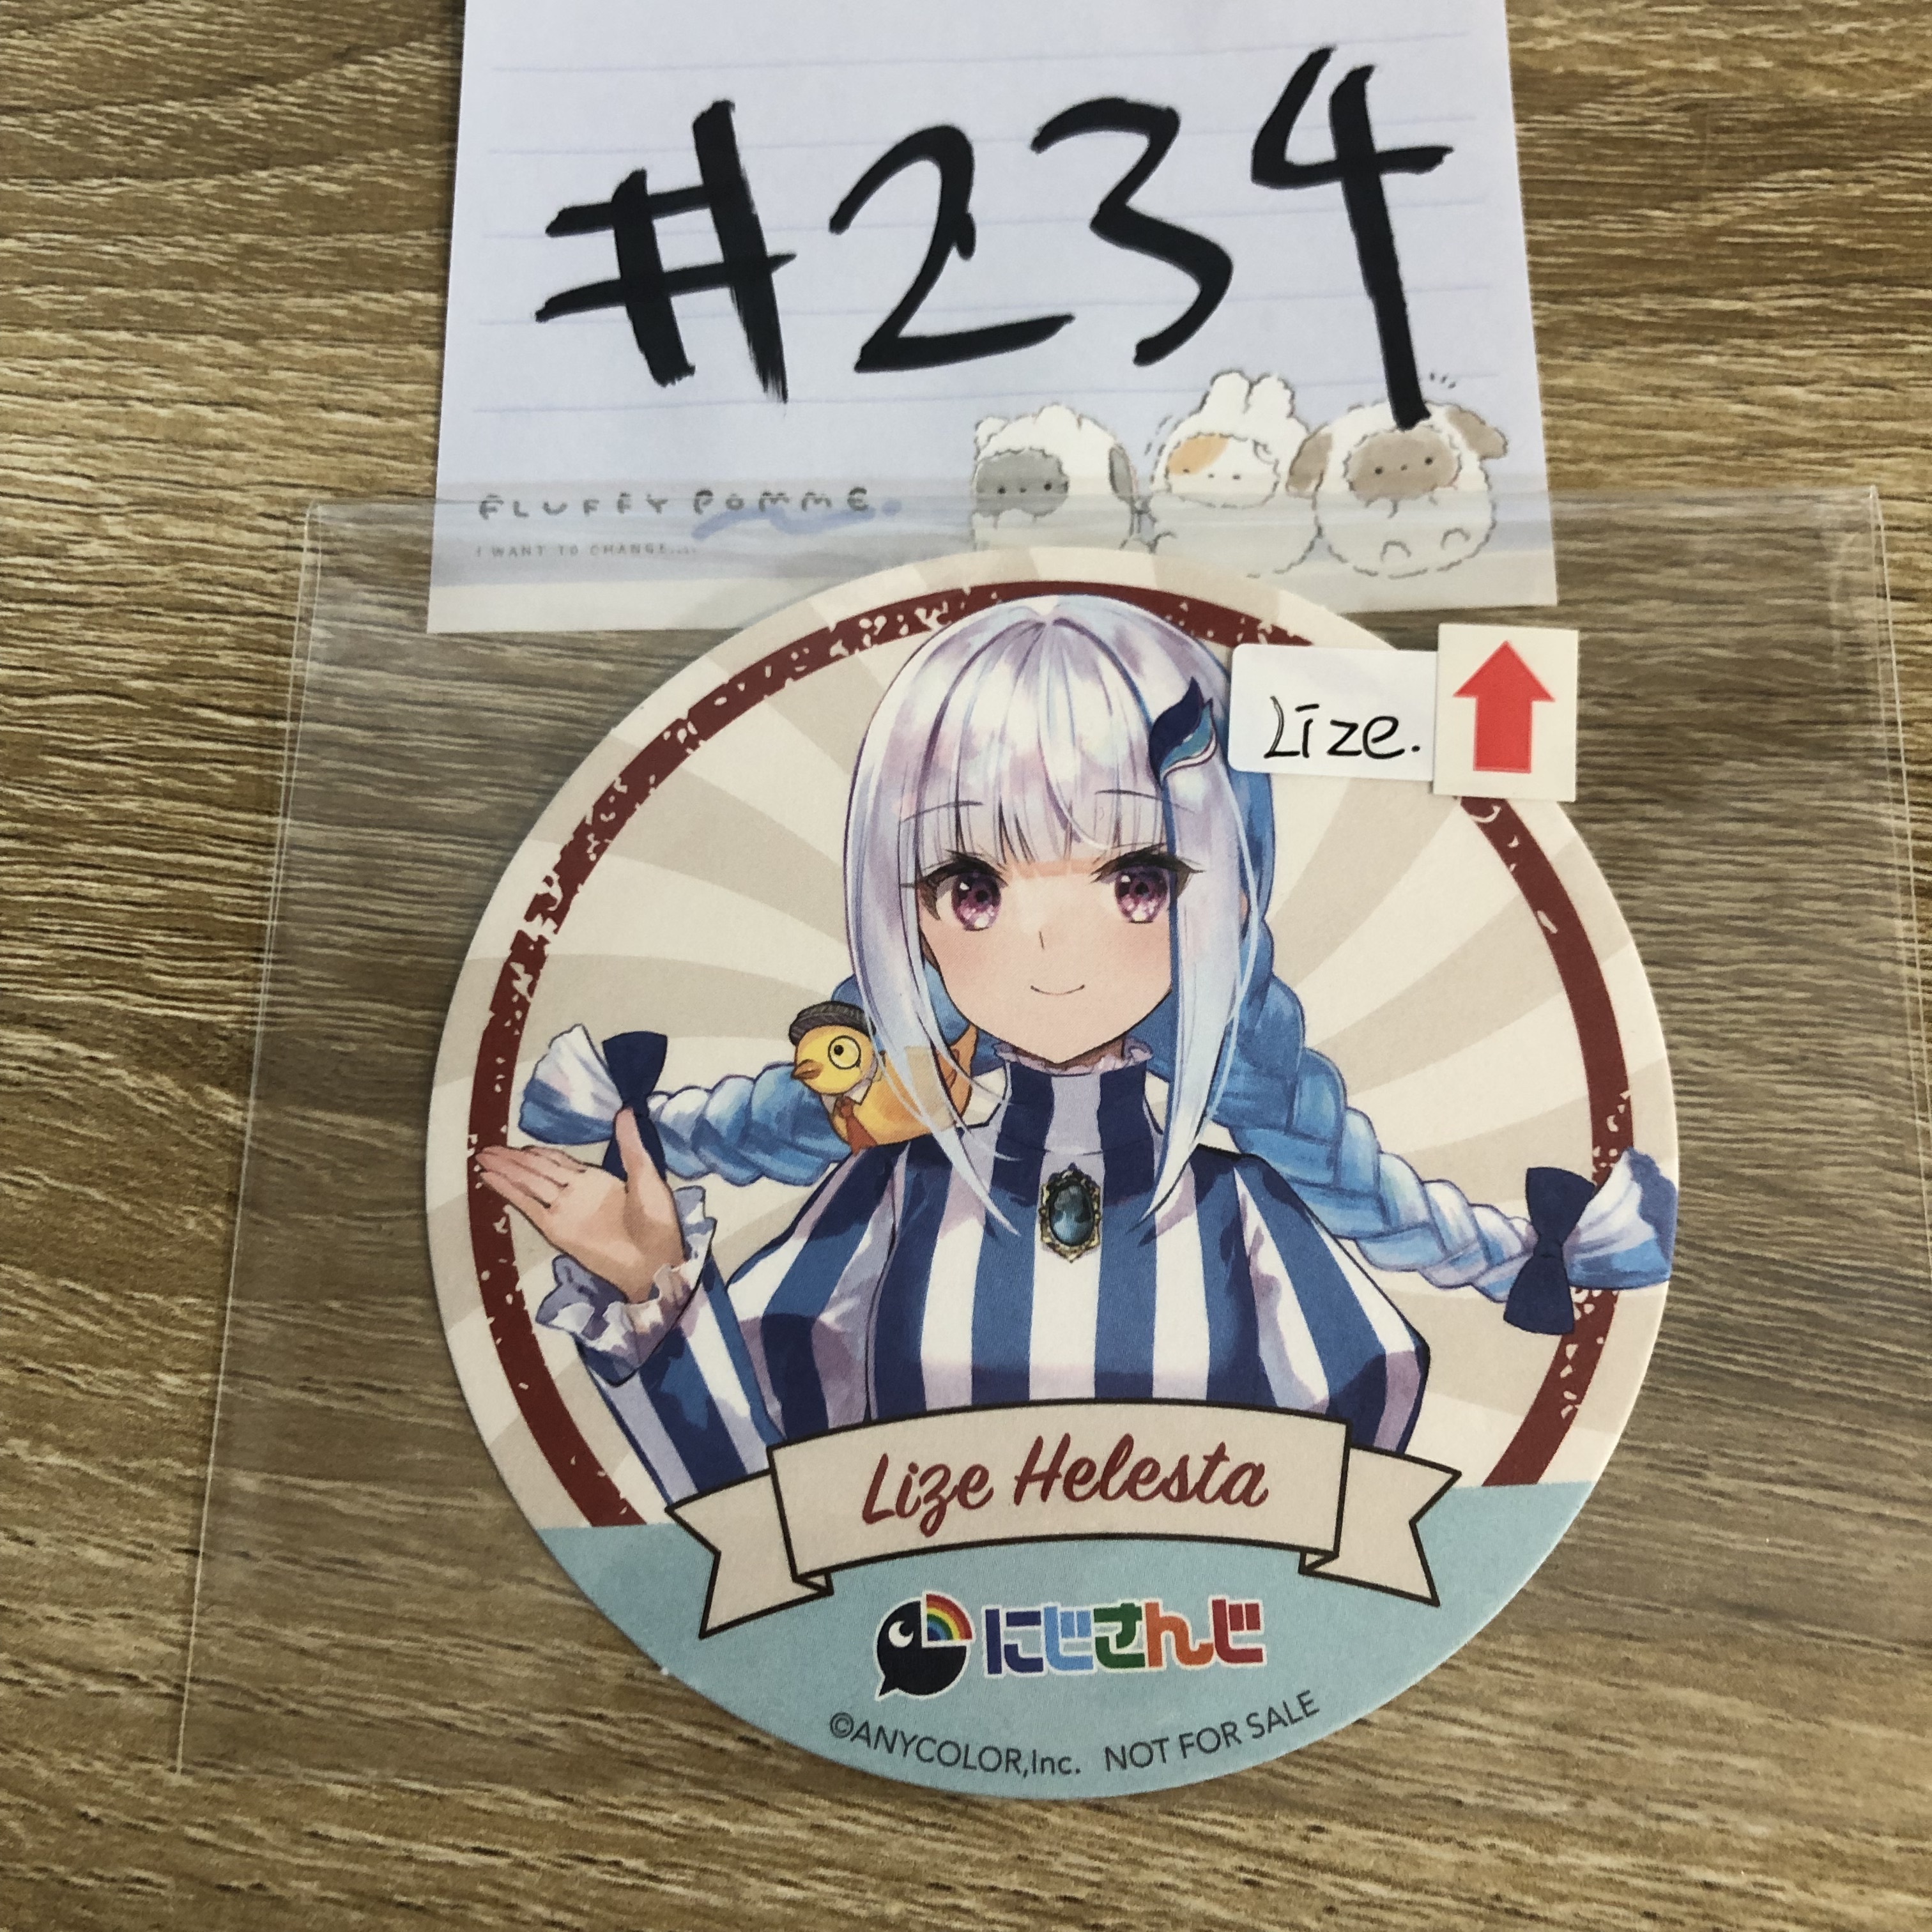 #234
FLUFFY POMME.
I WANT TO CHANGE....
Lize.
Lize Helesta
にじさんじ
©ANYCOLOR,Inc. NOT FOR SALE